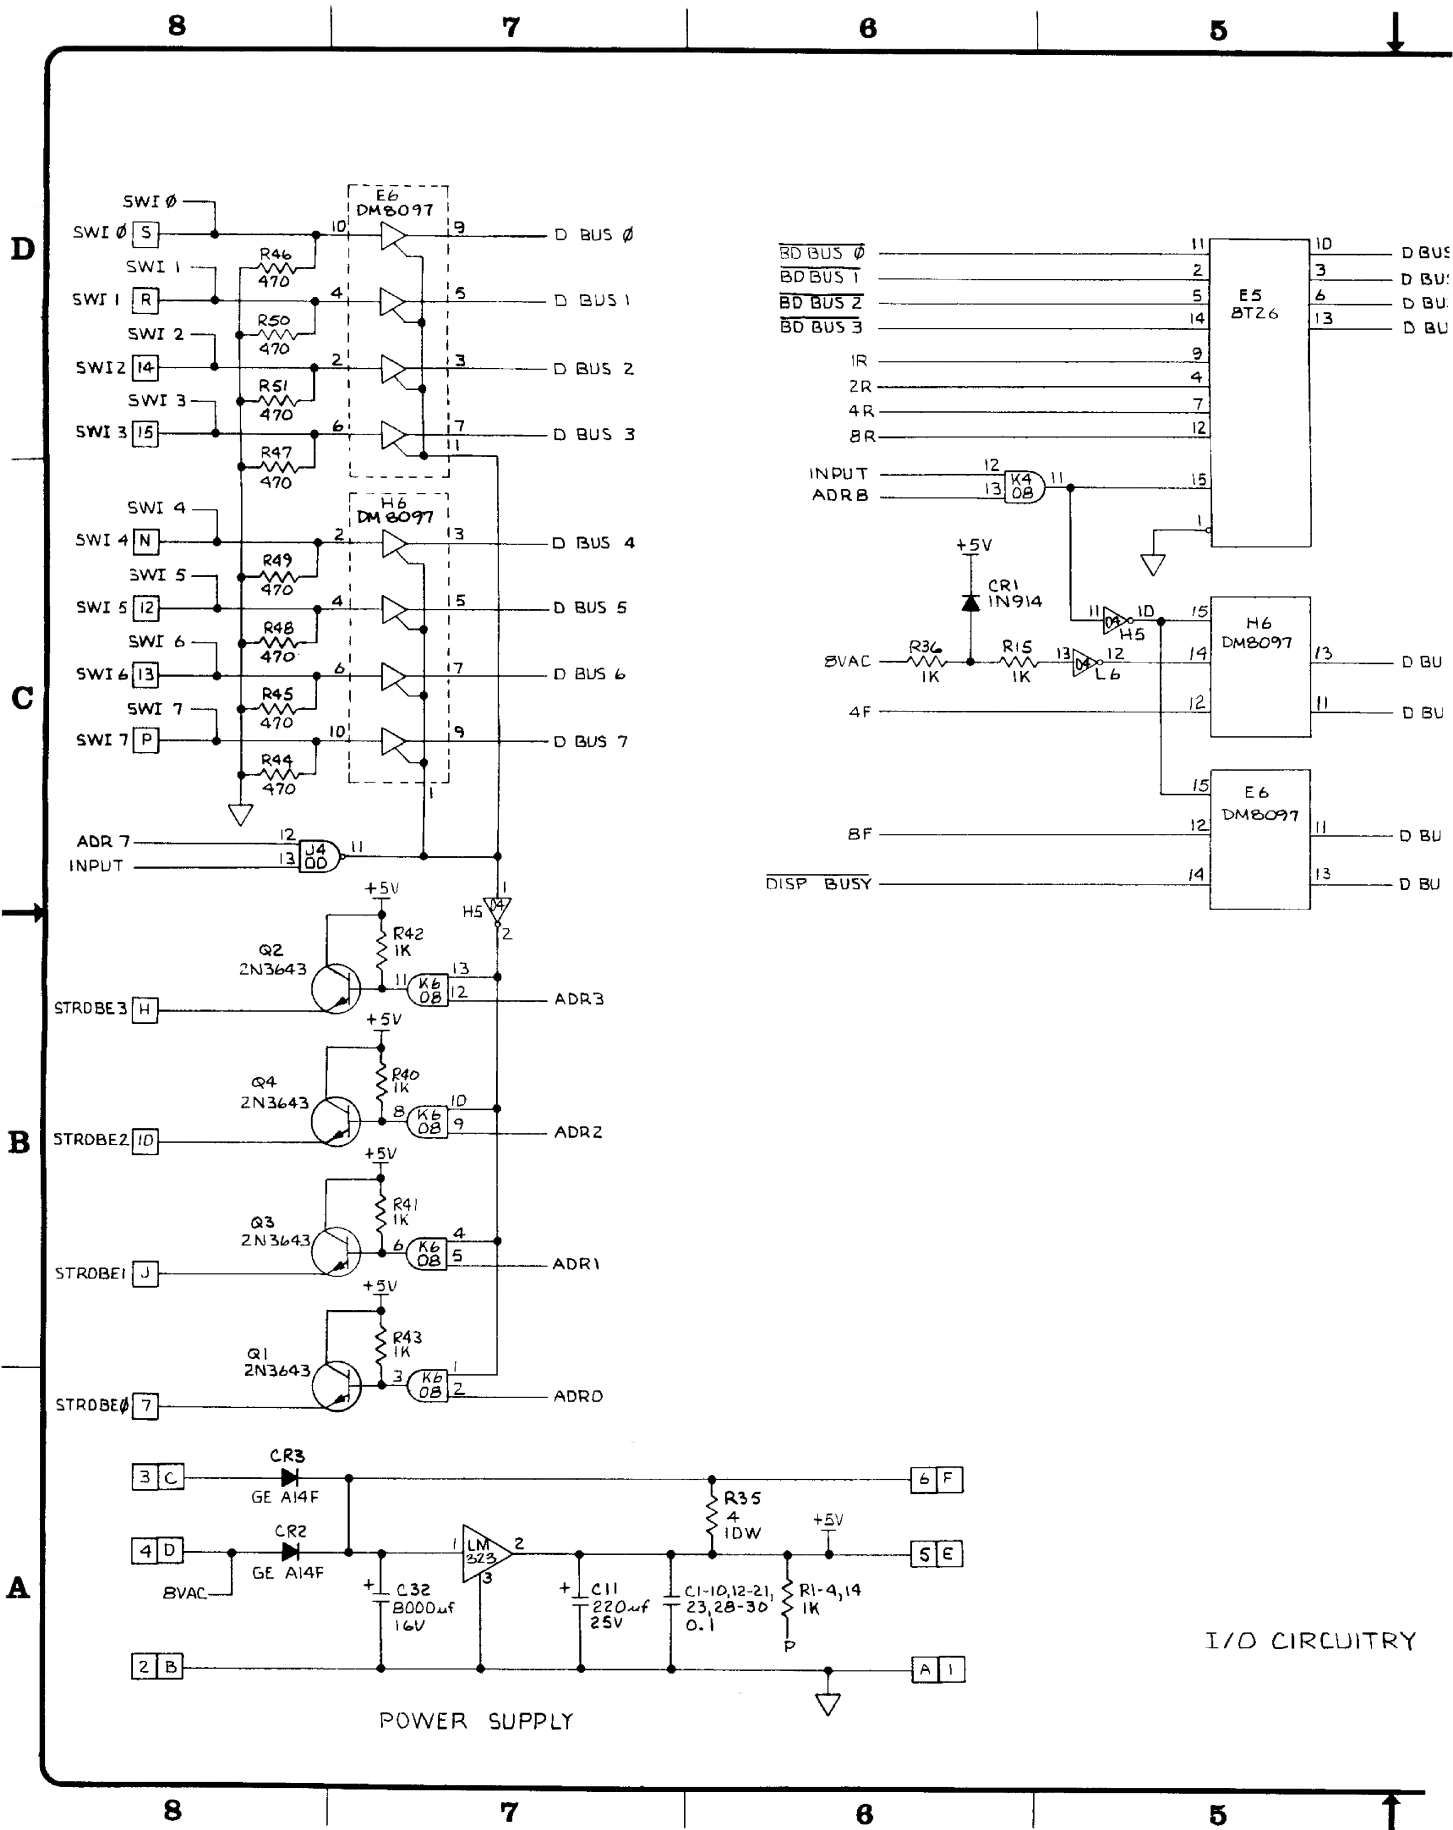 8 7 6 5
D
C
B
A
SWI Ø
SWI Ø S
R46
470
10
E6
DM8097
9
D BUS Ø
SWI 1
SWI 1 R
R50
470
4
5
D BUS 1
SWI 2
SWI2 14
R51
470
2
3
D BUS 2
SWI 3
SWI 3 15
R47
470
6
7
1
D BUS 3
SWI 4
SWI 4 N
R49
470
2
H6
DM8097
3
D BUS 4
SWI 5
SWI 5 12
R48
470
4
5
D BUS 5
SWI 6
SWI 6 13
R45
470
6
7
D BUS 6
SWI 7
SWI 7 P
R44
470
10
9
1
D BUS 7
ADR 7
INPUT
12
13
J4
00
11
1
H5
04
2
+5V
R42
1K
Q2
2N3643
STROBE3 H
11
K6
08
13
12
ADR3
+5V
R40
1K
Q4
2N3643
STROBE2 10
8
K6
08
10
9
ADR2
+5V
R41
1K
Q3
2N3643
STROBE1 J
6
K6
08
4
5
ADR1
+5V
R43
1K
Q1
2N3643
STROBEØ 7
3
K6
08
1
2
ADR0
BD BUS Ø
BD BUS 1
BD BUS 2
BD BUS 3
1R
2R
4R
8R
11
2
5
14
9
4
7
12
15
1
E5
8T26
10
3
6
13
D BUS
D BUS
D BU
D BU
INPUT
ADR8
12
13
K4
08
11
+5V
CR1
1N914
8VAC
R36
1K
R15
1K
13
04
12
L6
11
04
10
H5
15
14
12
H6
DM8097
13
11
D BU
D BU
4F
8F
DISP BUSY
15
12
14
E6
DM8097
11
13
D BU
D BU
3 C
CR3
GE A14F
6 F
4 D
CR2
GE A14F
8VAC
1
LM
323
2
3
R35
4
10W
+5V
5 E
+
C32
8000uf
16V
+
C11
220uf
25V
C1-10,12-21,
23,28-30
0.1
R1-4,14
1K
P
2 B
A 1
POWER SUPPLY
I/O CIRCUITRY
8 7 6 5